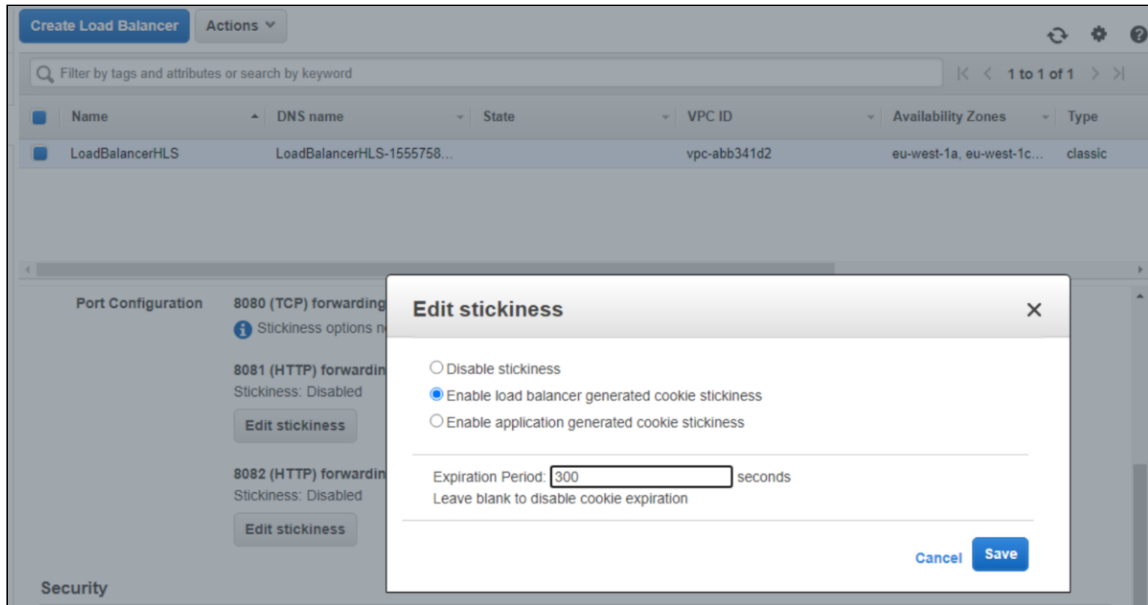 Create Load Balancer Actions
Filter by tags and attributes or search by keyword 1 to 1 of 1
Name DNS name State VPC ID Availability Zones Type
LoadBalancerHLS LoadBalancerHLS-1555758... vpc-abb341d2 eu-west-1a, eu-west-1c... classic
Port Configuration 8080 (TCP) forwarding
Stickiness options
8081 (HTTP)
Stickiness: Disabled
Edit stickiness
8082 (HTTP)
Stickiness: Disabled
Edit stickiness
Security
Edit stickiness
Disable stickiness
Enable load balancer generated cookie stickiness
Enable application generated cookie stickiness
Expiration Period: 300 seconds
Leave blank to disable cookie expiration
Cancel Save